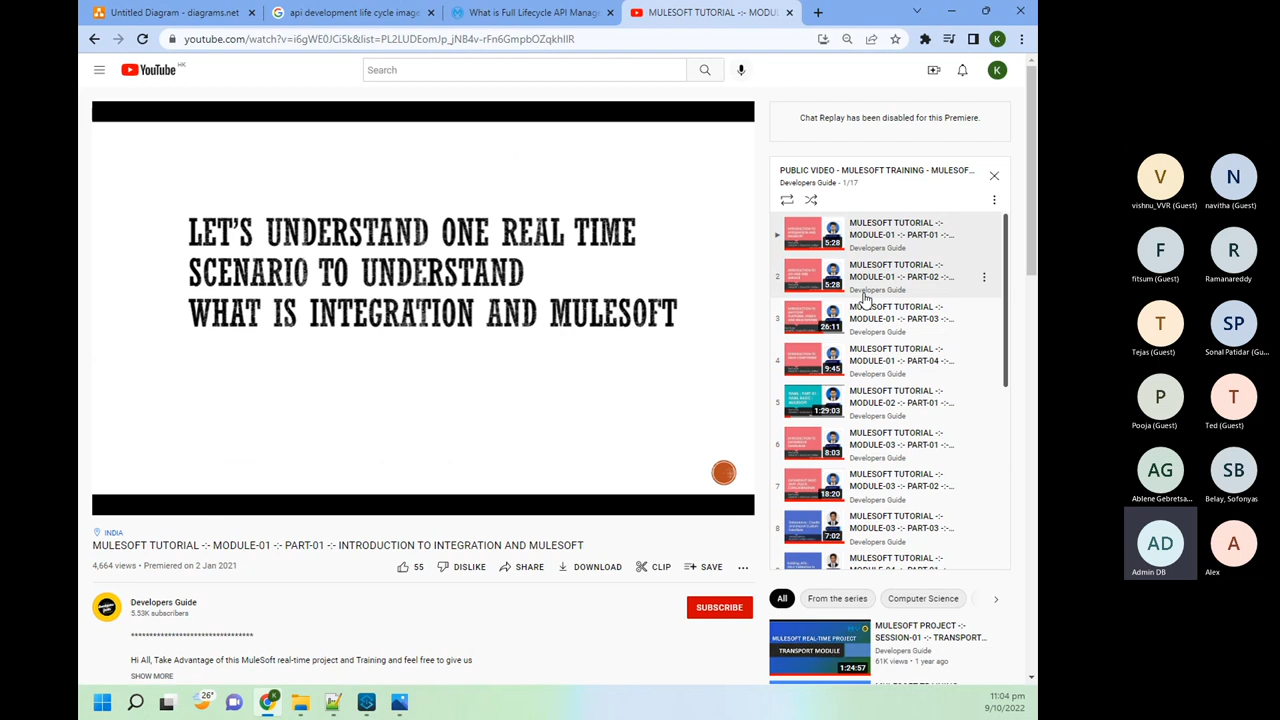 Untitled Diagram - diagrams.net
api development life cycle image
What is Full Lifecycle API Manag
MULESOFT TUTORIAL -:- MODU
youtube.com/watch?v=i6gWE0JCi5k&list=PL2LUDEomJp_jNB4v-rFn6GmpbOZqkhIIR
K
YouTube HK
Search
K
LET'S UNDERSTAND ONE REAL TIME
SCENARIO TO UNDERSTAND
WHAT IS INTEGRATION AND MULESOFT
INDIA
MULESOFT TUTORIAL -:- MODULE-01 -:- PART-01 -:- INTRODUCTION TO INTEGRATION AND MULESOFT
4,664 views • Premiered on 2 Jan 2021
55
DISLIKE
SHARE
DOWNLOAD
CLIP
SAVE
Developers Guide
5.53K subscribers
SUBSCRIBE
*********************************
Hi All, Take Advantage of this MuleSoft real-time project and Training and feel free to give us
SHOW MORE
Chat Replay has been disabled for this Premiere.
PUBLIC VIDEO - MULESOFT TRAINING - MULESOF...
Developers Guide - 1/17
5:28
MULESOFT TUTORIAL -:-
MODULE-01 -:- PART-01 -:-...
Developers Guide
2
5:28
MULESOFT TUTORIAL -:-
MODULE-01 -:- PART-02 -:-...
Developers Guide
3
26:11
MULESOFT TUTORIAL -:-
MODULE-01 -:- PART-03 -:-...
Developers Guide
4
9:45
MULESOFT TUTORIAL -:-
MODULE-01 -:- PART-04 -:-...
Developers Guide
5
1:29:03
MULESOFT TUTORIAL -:-
MODULE-02 -:- PART-01 -:-...
Developers Guide
6
8:03
MULESOFT TUTORIAL -:-
MODULE-03 -:- PART-01 -:-...
Developers Guide
7
18:20
MULESOFT TUTORIAL -:-
MODULE-03 -:- PART-02 -:-...
Developers Guide
8
7:02
MULESOFT TUTORIAL -:-
MODULE-03 -:- PART-03 -:-...
Developers Guide
MULESOFT TUTORIAL -:-
All
From the series
Computer Science
MULESOFT REAL-TIME PROJECT
TRANSPORT MODULE
1:24:57
MULESOFT PROJECT -:-
SESSION-01 -:- TRANSPORT...
Developers Guide
61K views • 1 year ago
26°
11:04 pm
9/10/2022
V
vishnu_VVR (Guest)
N
navitha (Guest)
F
fitsum (Guest)
R
Ramanareddy
T
Tejas (Guest)
SP
Sonal Patidar (Gu...
P
Pooja (Guest)
T
Ted (Guest)
AG
Ablene Gebretsa...
SB
Belay, Sofonyas
AD
Admin DB
A
Alex